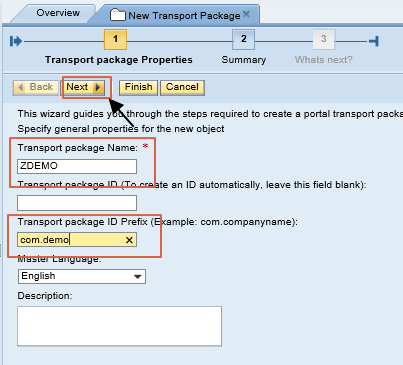 Overview
New Transport Package
1 2 3
Transport package Properties Summary Whats next?
Back Next Finish Cancel
This wizard guides you through the steps required to create a portal transport packa
Specify general properties for the new object
Transport package Name: *
ZDEMO
Transport package ID (To create an ID automatically, leave this field blank):
Transport package ID Prefix (Example: com.companyname):
com.demo
Master Language:
English
Description: